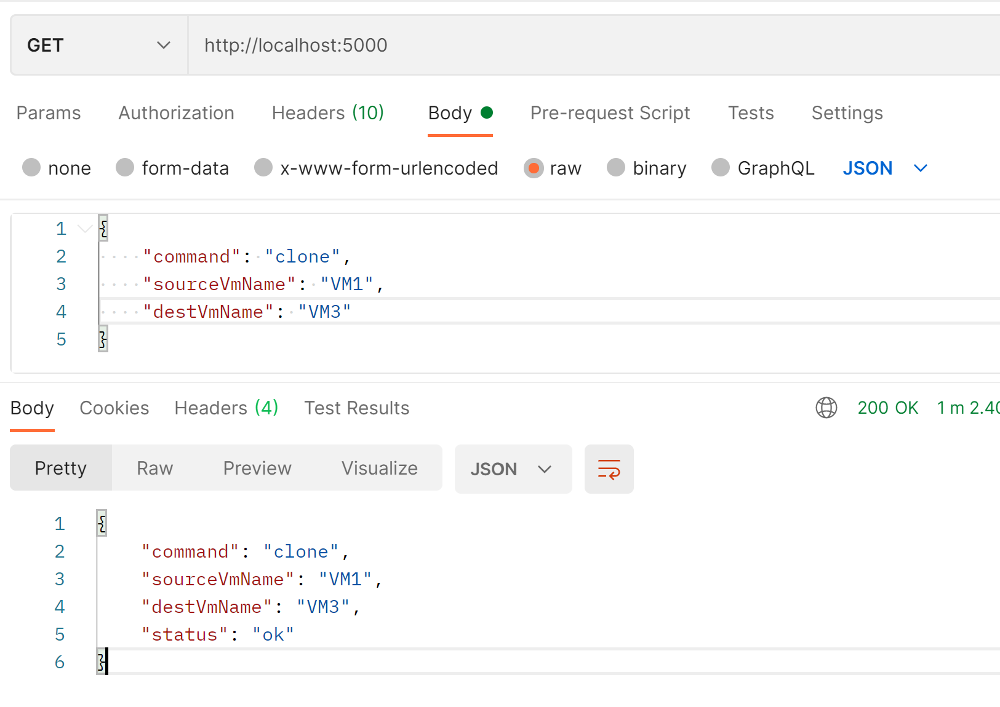 GET http://localhost:5000
Params Authorization Headers (10) Body Pre-request Script Tests Settings
none form-data x-www-form-urlencoded raw binary GraphQL JSON
1 {
2 "command": "clone",
3 "sourceVmName": "VM1",
4 "destVmName": "VM3"
5 }
Body Cookies Headers (4) Test Results 200 OK 1 m 2.40
Pretty Raw Preview Visualize JSON
1 {
2 "command": "clone",
3 "sourceVmName": "VM1",
4 "destVmName": "VM3",
5 "status": "ok"
6 }